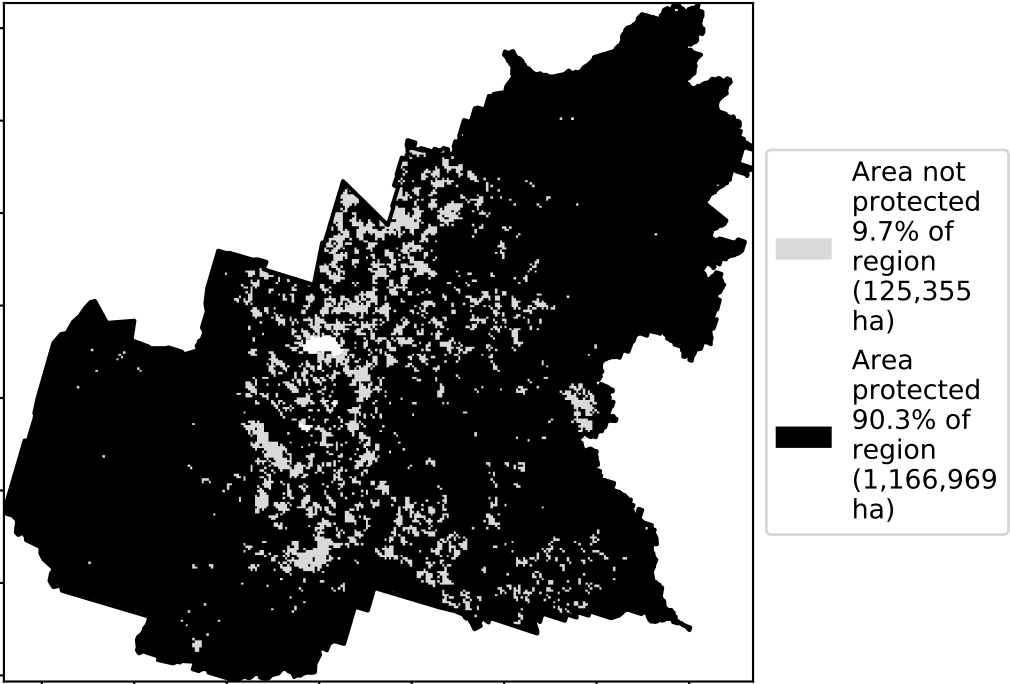 Area not
protected
9.7% of
region
(125,355
ha)
Area
protected
90.3% of
region
(1,166,969
ha)